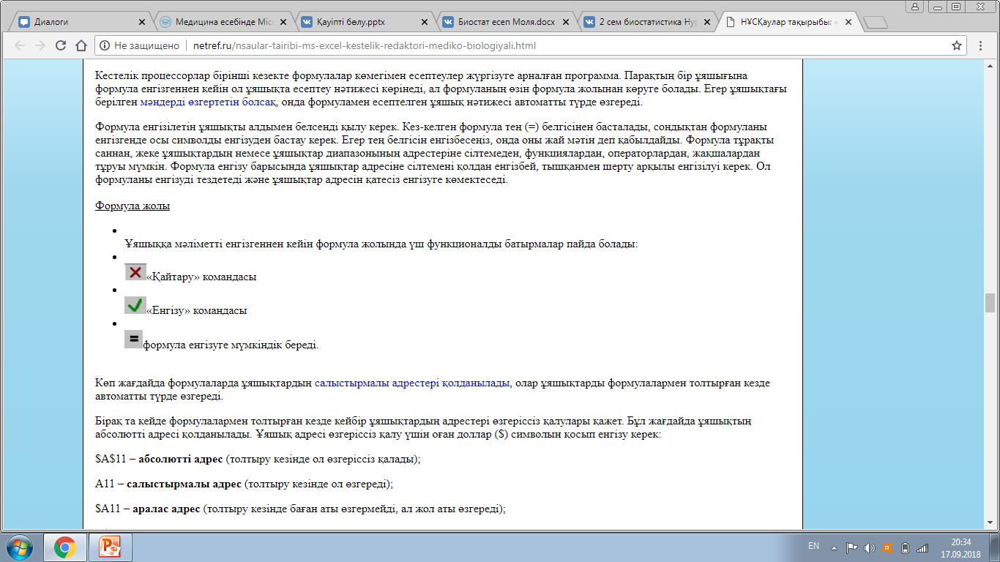 Диалоги
Медицина есебінде Mic
Қауіпті бөлу.pptx
Биостат есеп Моля.docx
2 сем биостатистика Нур
НҰСҚаулар тақырыбы: «
Не защищено
netref.ru/nsaular-tairibi-ms-excel-kestelik-redaktori-mediko-biologiyali.html
Кестелік процессорлар бірінші кезекте формулалар көмегімен есептеулер жүргізуге арналған программа. Парақтың бір ұяшығына
формула енгізгеннен кейін ол ұяшықта есептеу нәтижесі көрінеді, ал формуланың өзін формула жолынан көруге болады. Егер ұяшықтағы
берілген мәндерді өзгертетін болсақ, онда формуламен есептелген ұяшық нәтижесі автоматты түрде өзгереді.
Формула енгізілетін ұяшықты алдымен белсенді қылу керек. Кез-келген формула тең (=) белгісінен басталады, сондықтан формуланы
енгізгенде осы символды енгізуден бастау керек. Егер тең белгісін енгізбесеңіз, онда оны жай мәтін деп қабылдайды. Формула тұрақты
саннан, жеке ұяшықтардың немесе ұяшықтар диапазонының адрестеріне сілтемеден, функциялардан, операторлардан, жақшалардан
тұруы мүмкін. Формула енгізу барысында ұяшықтар адресіне сілтемені қолдан енгізбей, тышқанмен шерту арқылы енгізілуі керек. Ол
формуланы енгізуді тездетеді және ұяшықтар адресін қатесіз енгізуге көмектеседі.
Формула жолы
Ұяшыққа мәліметті енгізгеннен кейін формула жолында үш функционалды батырмалар пайда болады:
«Қайтару» командасы
«Енгізу» командасы
= формула енгізуге мүмкіндік береді.
Көп жағдайда формулаларда ұяшықтардың салыстырмалы адрестері қолданылады, олар ұяшықтарды формулалармен толтырған кезде
автоматты түрде өзгереді.
Бірақ та кейде формулалармен толтырған кезде кейбір ұяшықтардың адрестері өзгеріссіз қалулары қажет. Бұл жағдайда ұяшықтың
абсолютті адресі қолданылады. Ұяшық адресі өзгеріссіз қалу үшін оған доллар ($) символын қосып енгізу керек:
$A$11 – абсолютті адрес (толтыру кезінде ол өзгеріссіз қалады);
A11 – салыстырмалы адрес (толтыру кезінде ол өзгереді);
$A11 – аралас адрес (толтыру кезінде баған аты өзгермейді, ал жол аты өзгереді);
EN
20:34
17.09.2018